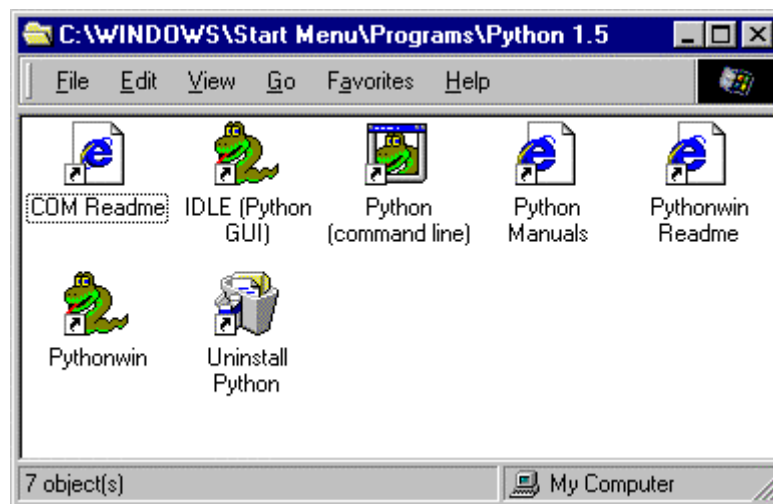 C:\WINDOWS\Start Menu\Programs\Python 1.5
File Edit View Go Favorites Help
COM Readme
IDLE (Python
GUI)
Python
(command line)
Python
Manuals
Pythonwin
Readme
Pythonwin
Uninstall
Python
7 object(s)
My Computer